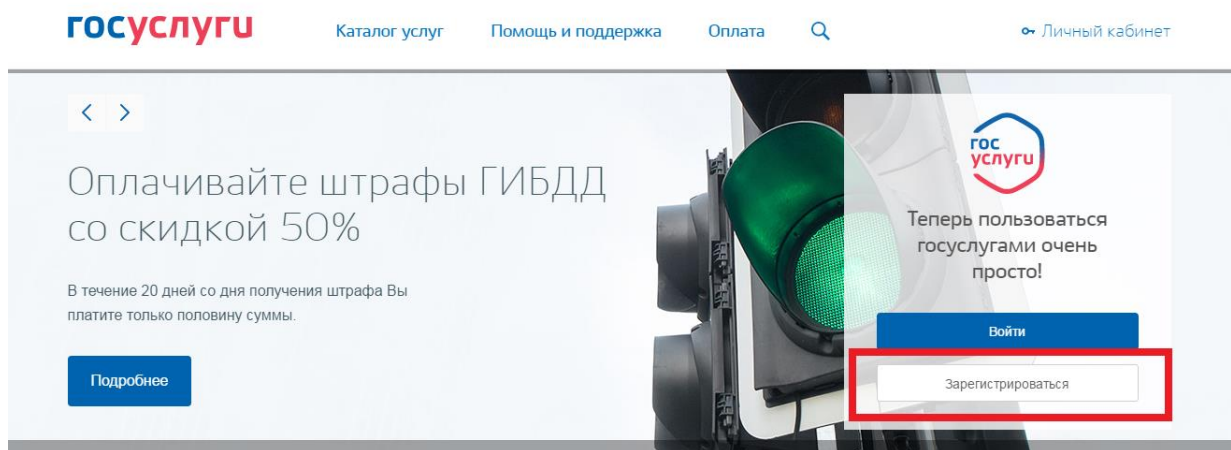 госуслуги
Каталог услуг
Помощь и поддержка
Оплата
Личный кабинет
Оплачивайте штрафы ГИБДД
со скидкой 50%
В течение 20 дней со дня получения штрафа Вы
платите только половину суммы.
Подробнее
гос
услуги
Теперь пользоваться
госуслугами очень
просто!
Войти
Зарегистрироваться